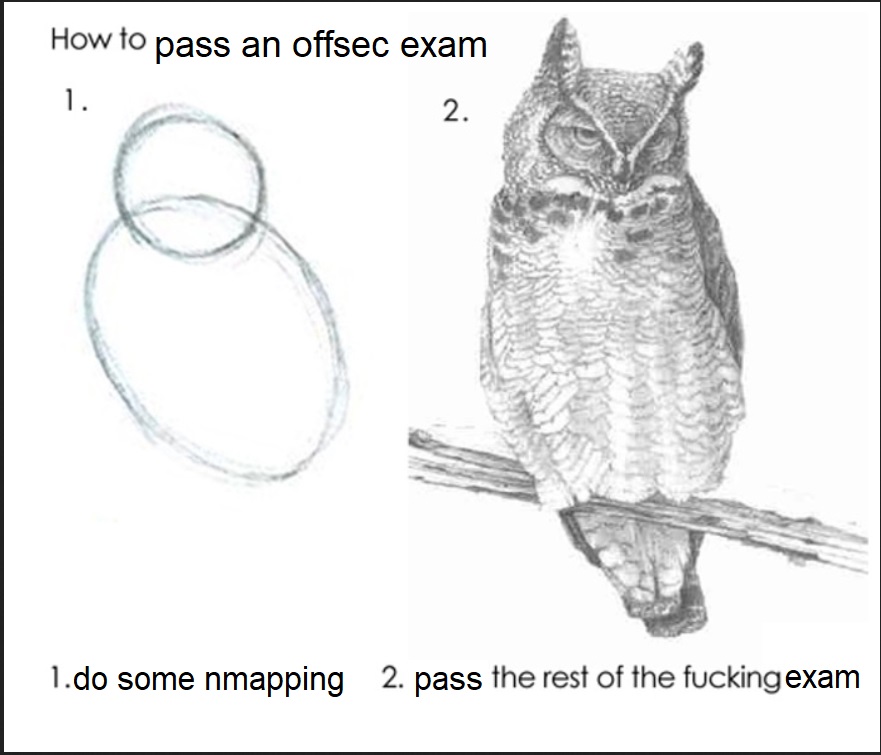 How to pass an offsec exam
1.
2.
1.do some nmapping
2. pass the rest of the fucking exam